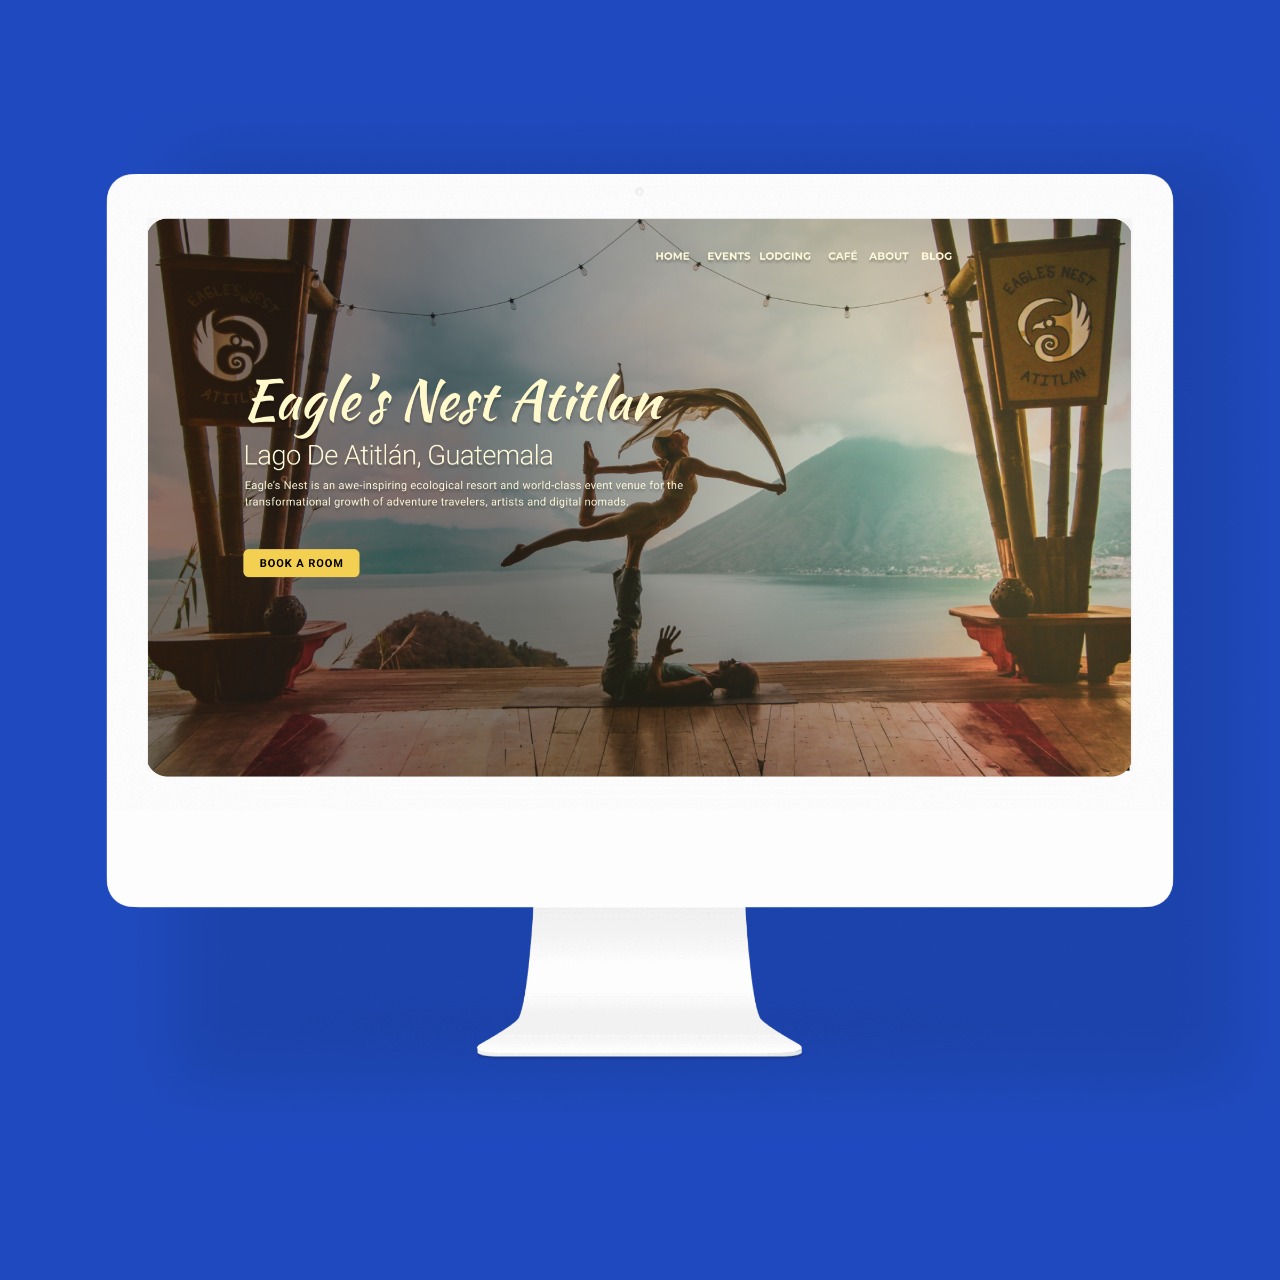 HOME EVENTS LODGING CAFÉ ABOUT BLOG
EAGLE'S NEST
ATITLAN
EAGLE'S NEST
ATITLAN
Eagle's Nest Atitlan
Lago De Atitlán, Guatemala
Eagle's Nest is an awe-inspiring ecological resort and world-class event venue for the
transformational growth of adventure travelers, artists and digital nomads.
BOOK A ROOM